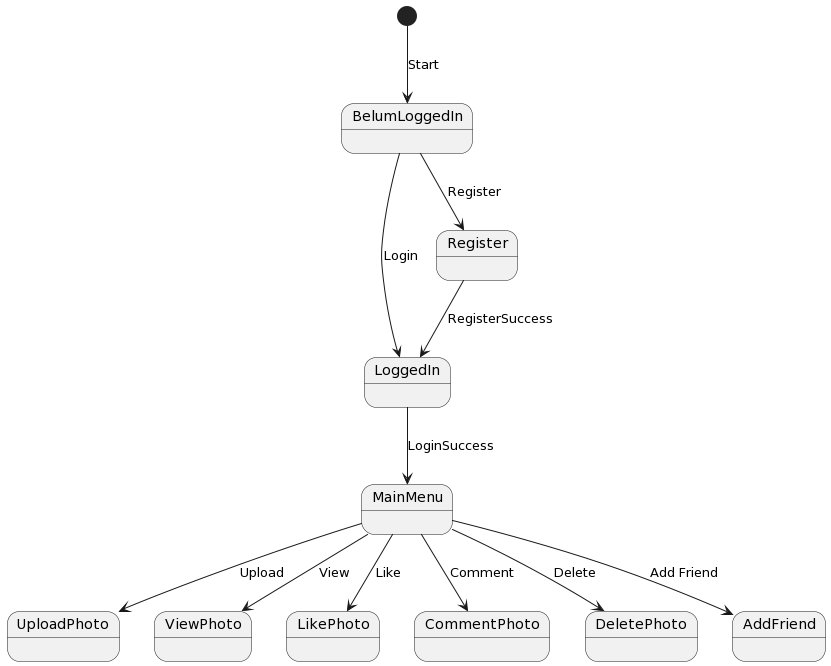 Start
BelumLoggedIn
Register
Register
Login
RegisterSuccess
LoggedIn
LoginSuccess
MainMenu
Upload
View
Like
Comment
Delete
Add Friend
UploadPhoto
ViewPhoto
LikePhoto
CommentPhoto
DeletePhoto
AddFriend